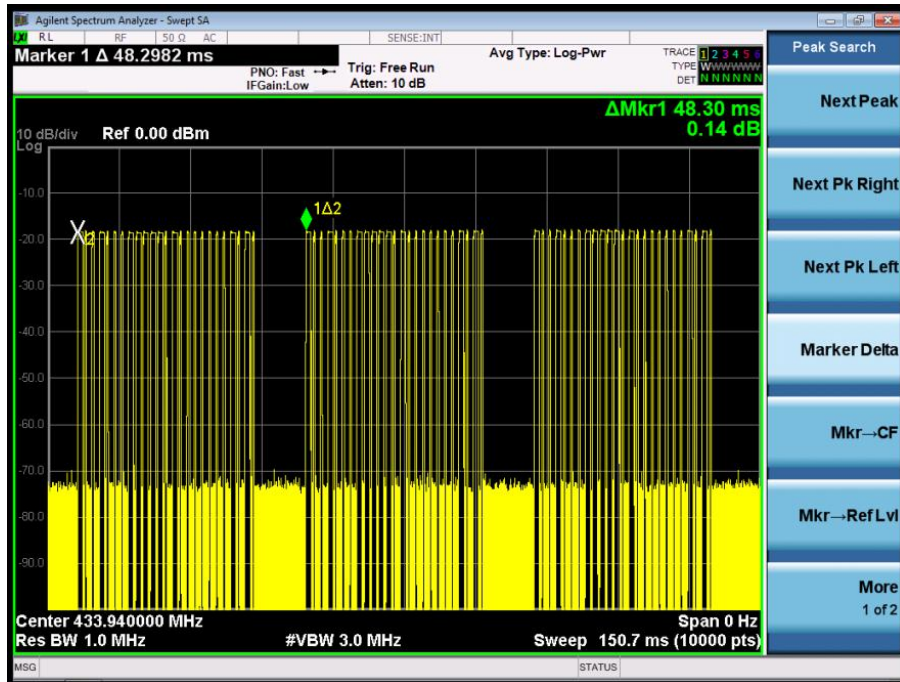 Agilent Spectrum Analyzer - Swept SA
LXI RL RF 50 Ω AC SENSE:INT
Marker 1 Δ 48.2982 ms
PNO: Fast
IFGain:Low
Trig: Free Run
Atten: 10 dB
Avg Type: Log-Pwr
TRACE 1 2 3 4 5 6
TYPE WWWWWW
DET N N N N N N
Peak Search
Next Peak
Next Pk Right
Next Pk Left
Marker Delta
Mkr→CF
Mkr→Ref Lvl
More
1 of 2
ΔMkr1 48.30 ms
0.14 dB
10 dB/div Ref 0.00 dBm
Log
-10.0
-20.0
-30.0
-40.0
-50.0
-60.0
-70.0
-80.0
-90.0
1Δ2
X2
Center 433.940000 MHz Span 0 Hz
Res BW 1.0 MHz #VBW 3.0 MHz Sweep 150.7 ms (10000 pts)
MSG STATUS